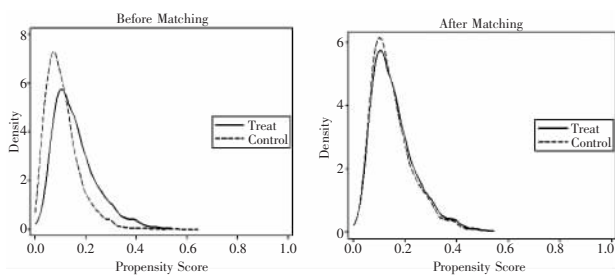 Before Matching
8
6
4
2
0
Density
Treat
Control
0.0 0.2 0.4 0.6 0.8 1.0
Propensity Score
After Matching
6
4
2
0
Density
Treat
Control
0.0 0.2 0.4 0.6 0.8 1.0
Propensity Score